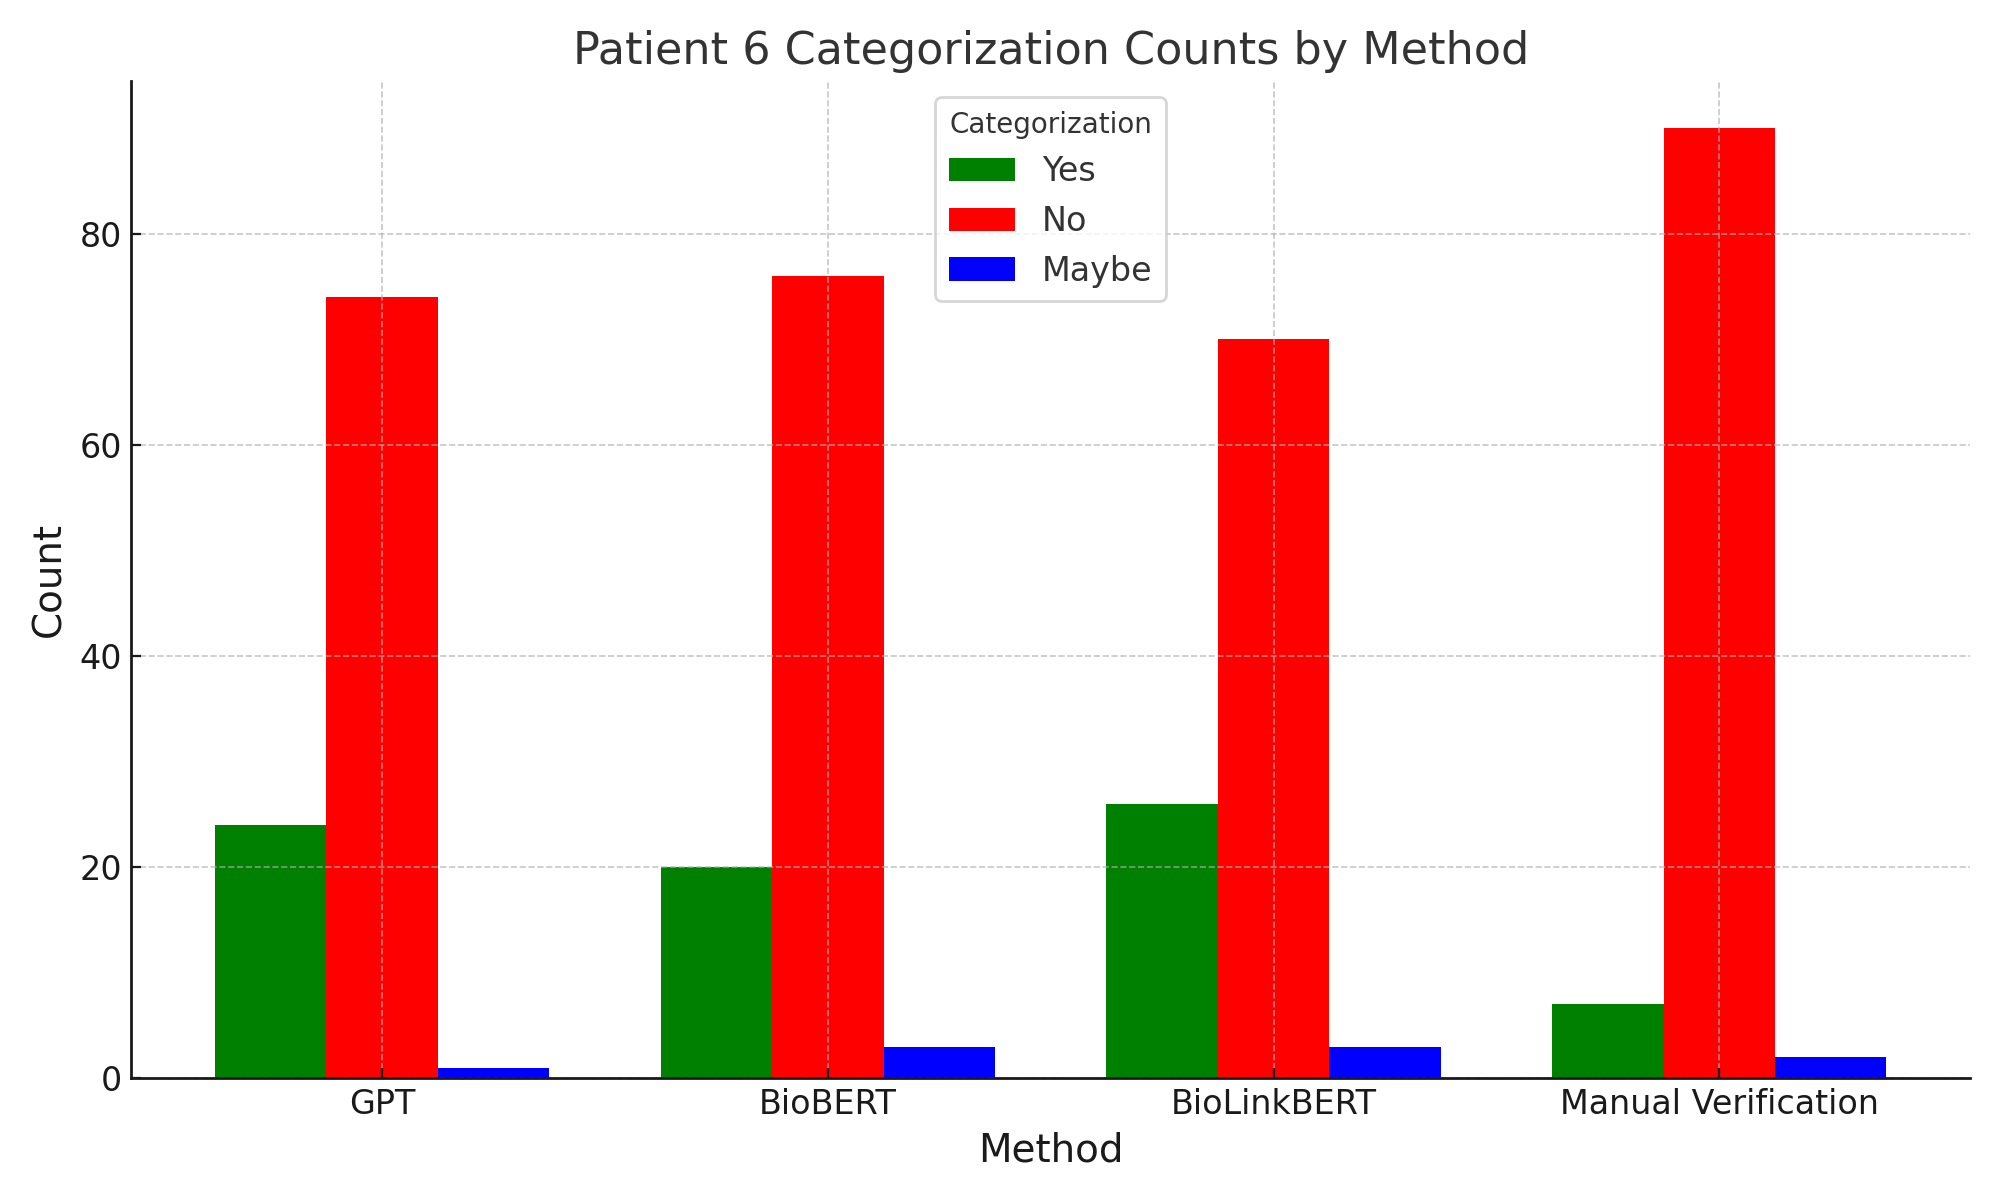 Patient 6 Categorization Counts by Method
Categorization
Yes
No
Maybe
Count
80
60
40
20
0
GPT
BioBERT
BioLinkBERT
Manual Verification
Method